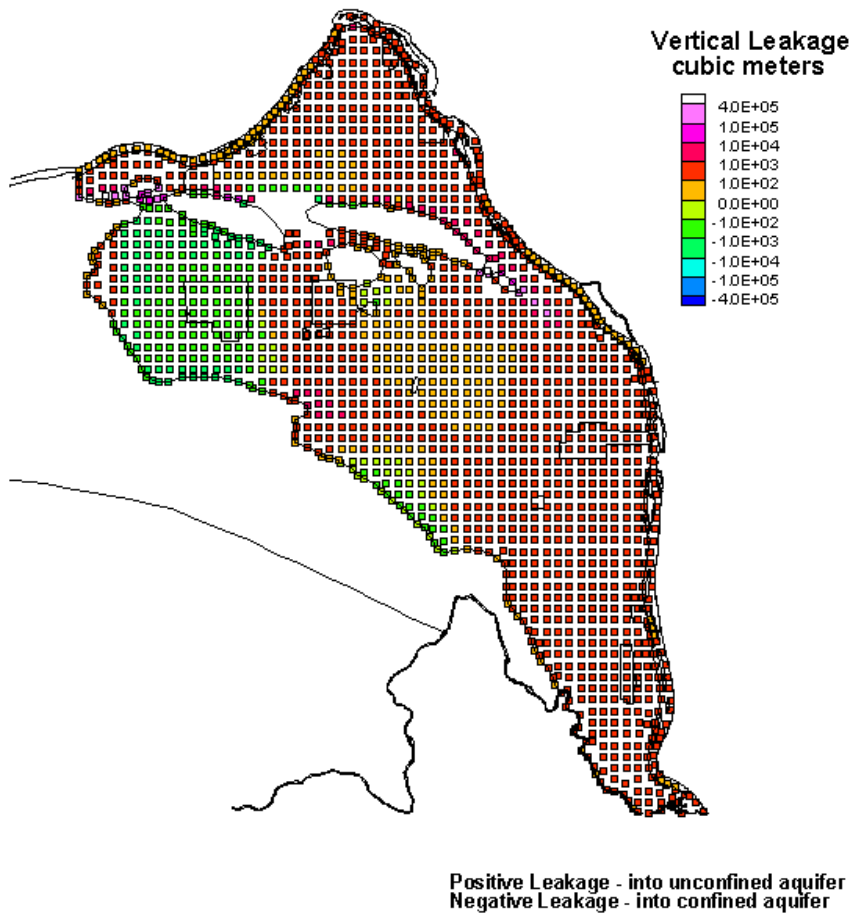 Vertical Leakage
cubic meters
4.0E+05
1.0E+05
1.0E+04
1.0E+03
1.0E+02
0.0E+00
-1.0E+02
-1.0E+03
-1.0E+04
-1.0E+05
-4.0E+05
Positive Leakage - into unconfined aquifer
Negative Leakage - into confined aquifer